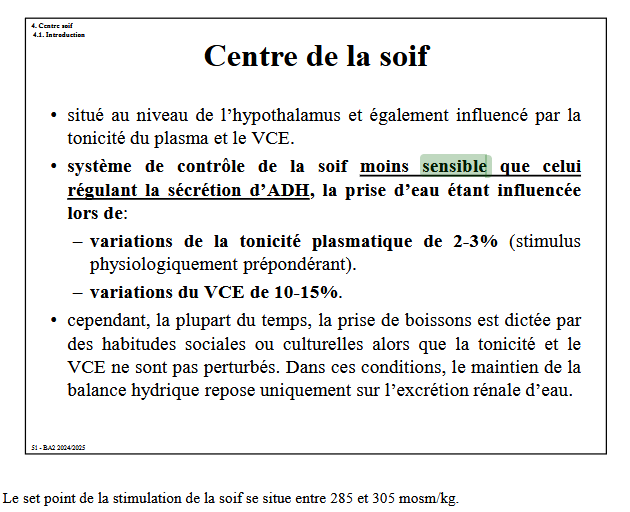 4. Centre soif
4.1. Introduction
Centre de la soif
• situé au niveau de l'hypothalamus et également influencé par la
tonicité du plasma et le VCE.
• système de contrôle de la soif moins sensible que celui
régulant la sécrétion d'ADH, la prise d'eau étant influencée
lors de:
– variations de la tonicité plasmatique de 2-3% (stimulus
physiologiquement prépondérant).
– variations du VCE de 10-15%.
• cependant, la plupart du temps, la prise de boissons est dictée par
des habitudes sociales ou culturelles alors que la tonicité et le
VCE ne sont pas perturbés. Dans ces conditions, le maintien de la
balance hydrique repose uniquement sur l'excrétion rénale d'eau.
51 - BA2 2024/2025
Le set point de la stimulation de la soif se situe entre 285 et 305 mosm/kg.